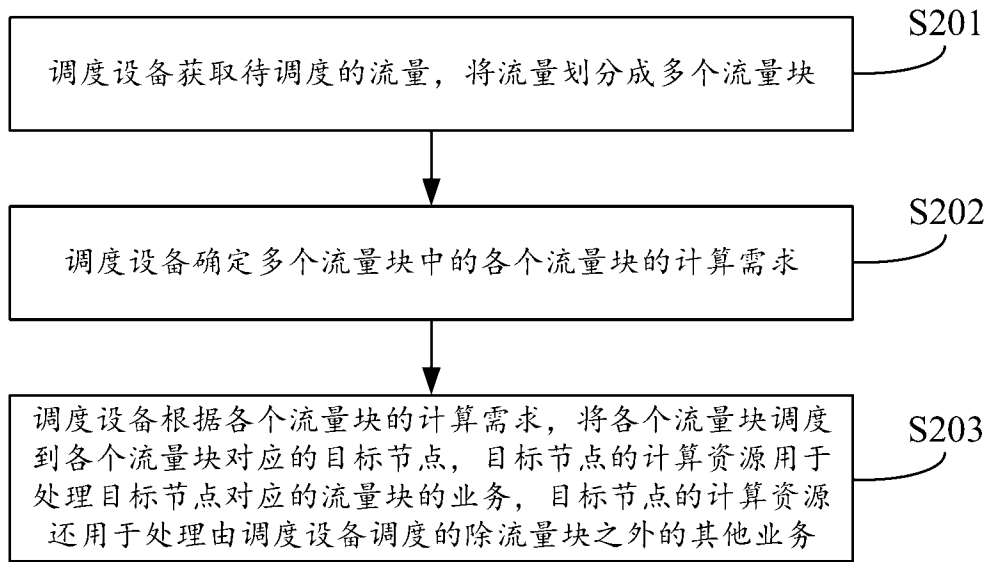 S201
调度设备获取待调度的流量，将流量划分成多个流量块
S202
调度设备确定多个流量块中的各个流量块的计算需求
S203
调度设备根据各个流量块的计算需求，将各个流量块调度
到各个流量块对应的目标节点，目标节点的计算资源用于
处理目标节点对应的流量块的业务，目标节点的计算资源
还用于处理由调度设备调度的除流量块之外的其他业务